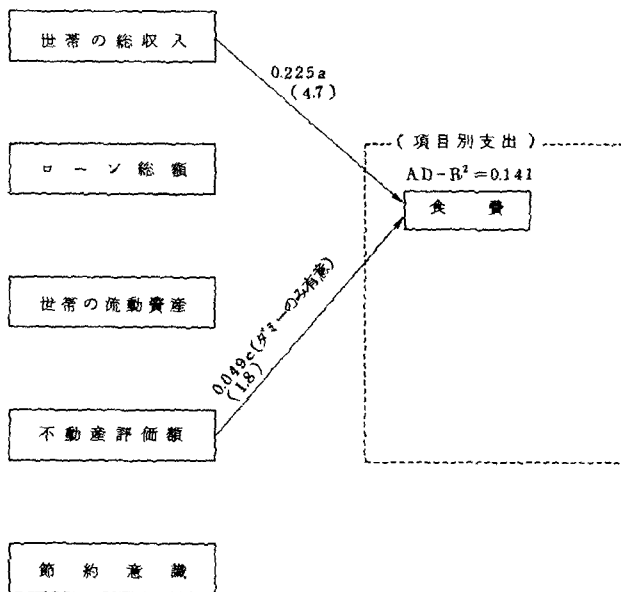 世帯の総収入
0.225a
(4.7)
ローン総額
(項目別支出)
AD-R²=0.141
食費
世帯の流動資産
0.049c(ダミーのみ有意)
(1.8)
不動産評価額
節約意識